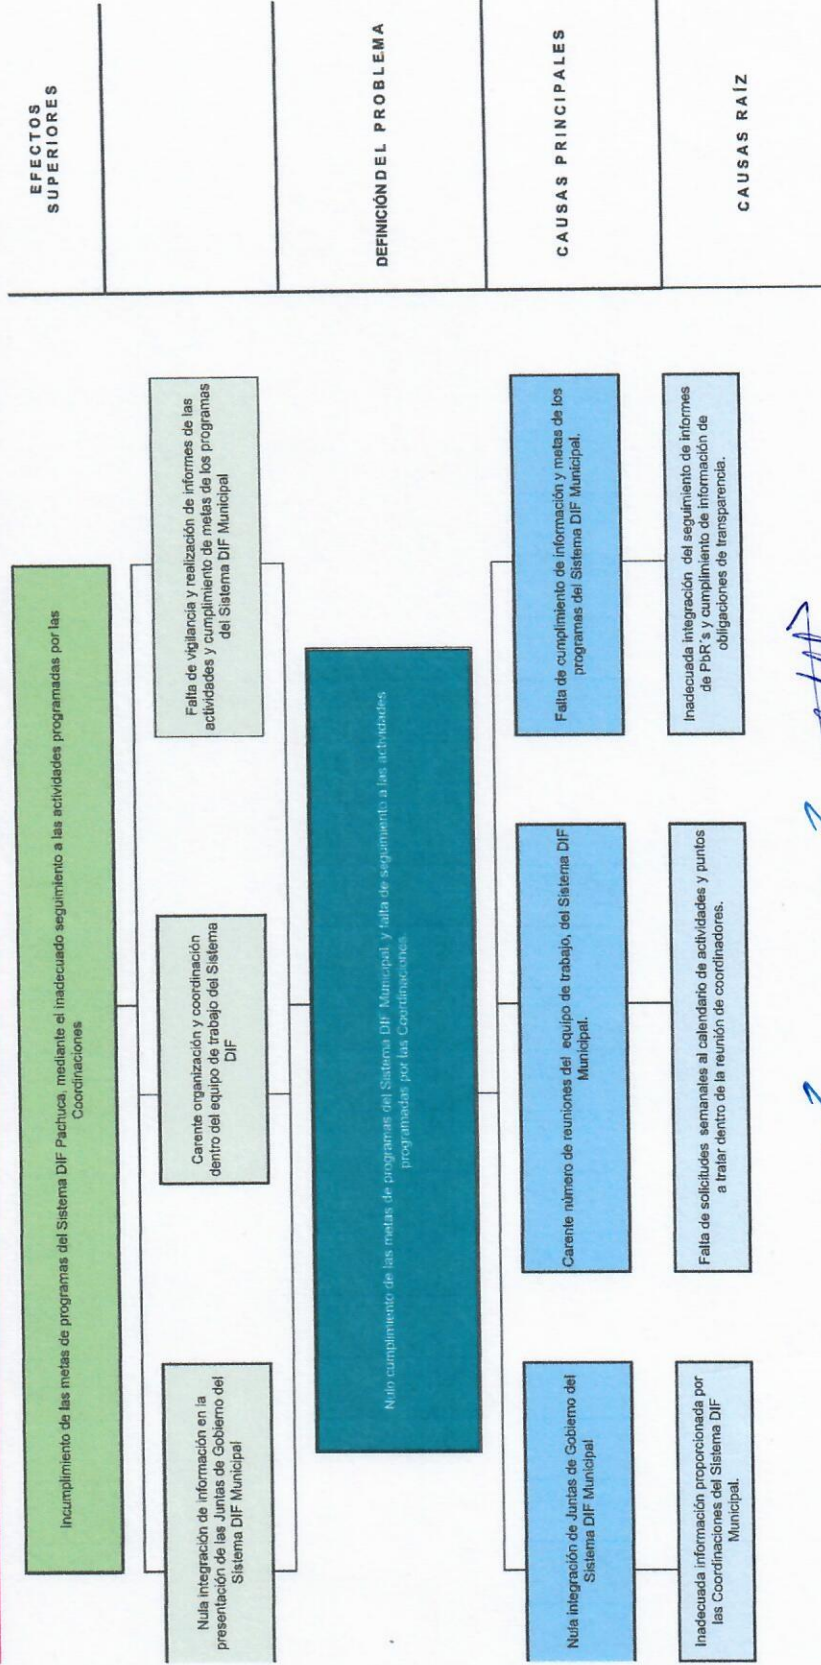 Incumplimiento de las metas de programas del Sistema DIF Pachuca, mediante el inadecuado seguimiento a las actividades programadas por las
Coordinaciones
EFECTOS
SUPERIORES
Nula integración de información en la
presentación de las Juntas de Gobierno del
Sistema DIF Municipal
Carente organización y coordinación
dentro del equipo de trabajo del Sistema
DIF
Falta de vigilancia y realización de informes de las
actividades y cumplimiento de metas de los programas
del Sistema DIF Municipal
Nulo cumplimiento de las metas de programas del Sistema DIF Municipal, y falta de seguimiento a las actividades
programadas por las Coordinaciones.
DEFINICIÓN DEL PROBLEMA
Nula integración de Juntas de Gobierno del
Sistema DIF Municipal
Carente número de reuniones del equipo de trabajo, del Sistema DIF
Municipal.
Falta de cumplimiento de información y metas de los
programas del Sistema DIF Municipal.
CAUSAS PRINCIPALES
Inadecuada información proporcionada por
las Coordinaciones del Sistema DIF
Municipal.
Falta de solicitudes semanales al calendario de actividades y puntos
a tratar dentro de la reunión de coordinadores.
Inadecuada integración del seguimiento de informes
de PbR´s y cumplimiento de información de
obligaciones de transparencia.
CAUSAS RAÍZ